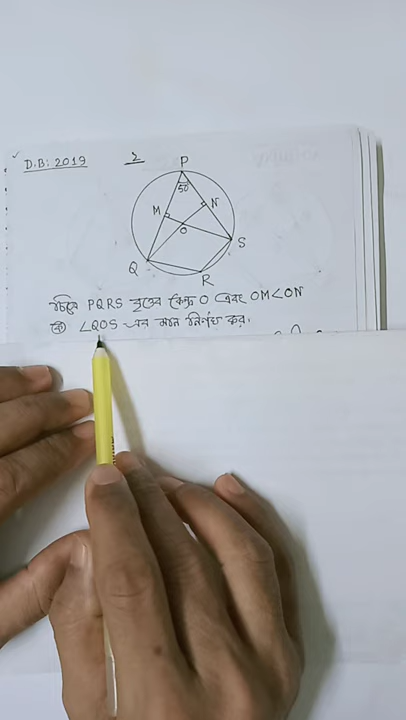 D.B: 2019
2
P
50
M
N
O
S
Q
R
চিত্রে PQRS বৃত্তের কেন্দ্র O এবং OM<ON
∠QOS এর মান নির্ণয় কর।